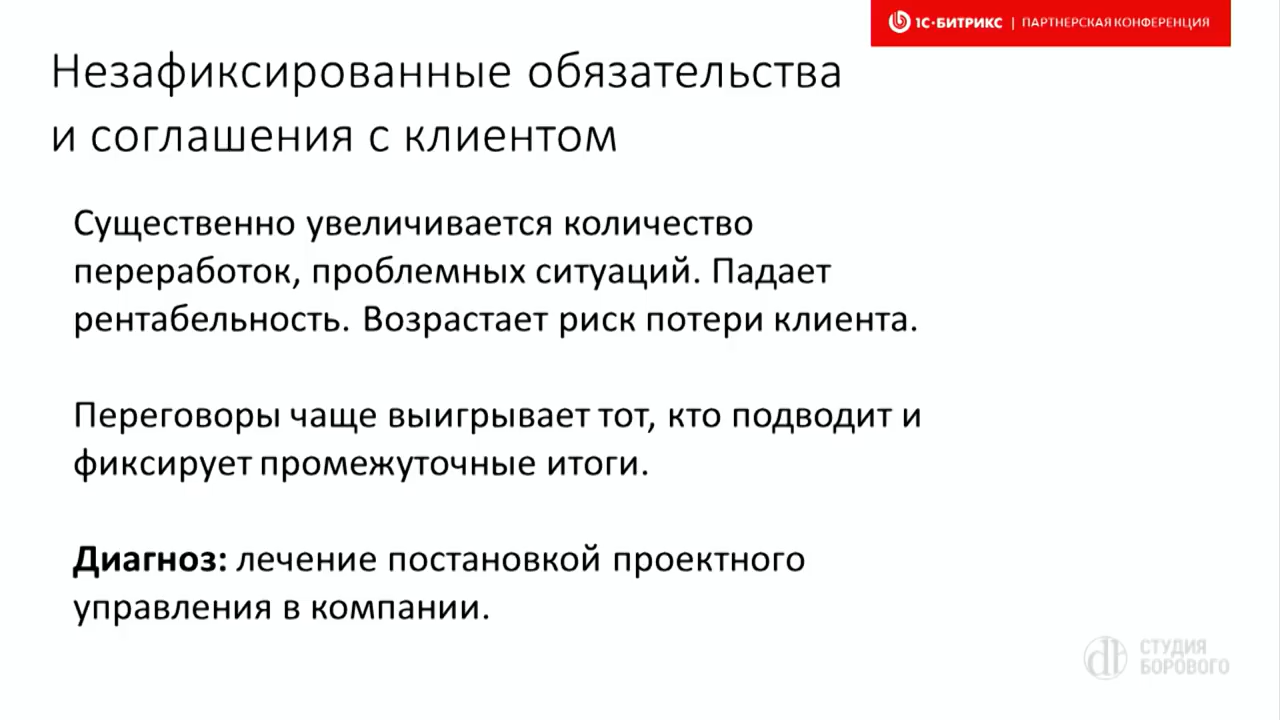 1С·БИТРИКС | ПАРТНЕРСКАЯ КОНФЕРЕНЦИЯ
Незафиксированные обязательства
и соглашения с клиентом
Существенно увеличивается количество
переработок, проблемных ситуаций. Падает
рентабельность. Возрастает риск потери клиента.
Переговоры чаще выигрывает тот, кто подводит и
фиксирует промежуточные итоги.
Диагноз: лечение постановкой проектного
управления в компании.
СТУДИЯ
БОРОВОГО